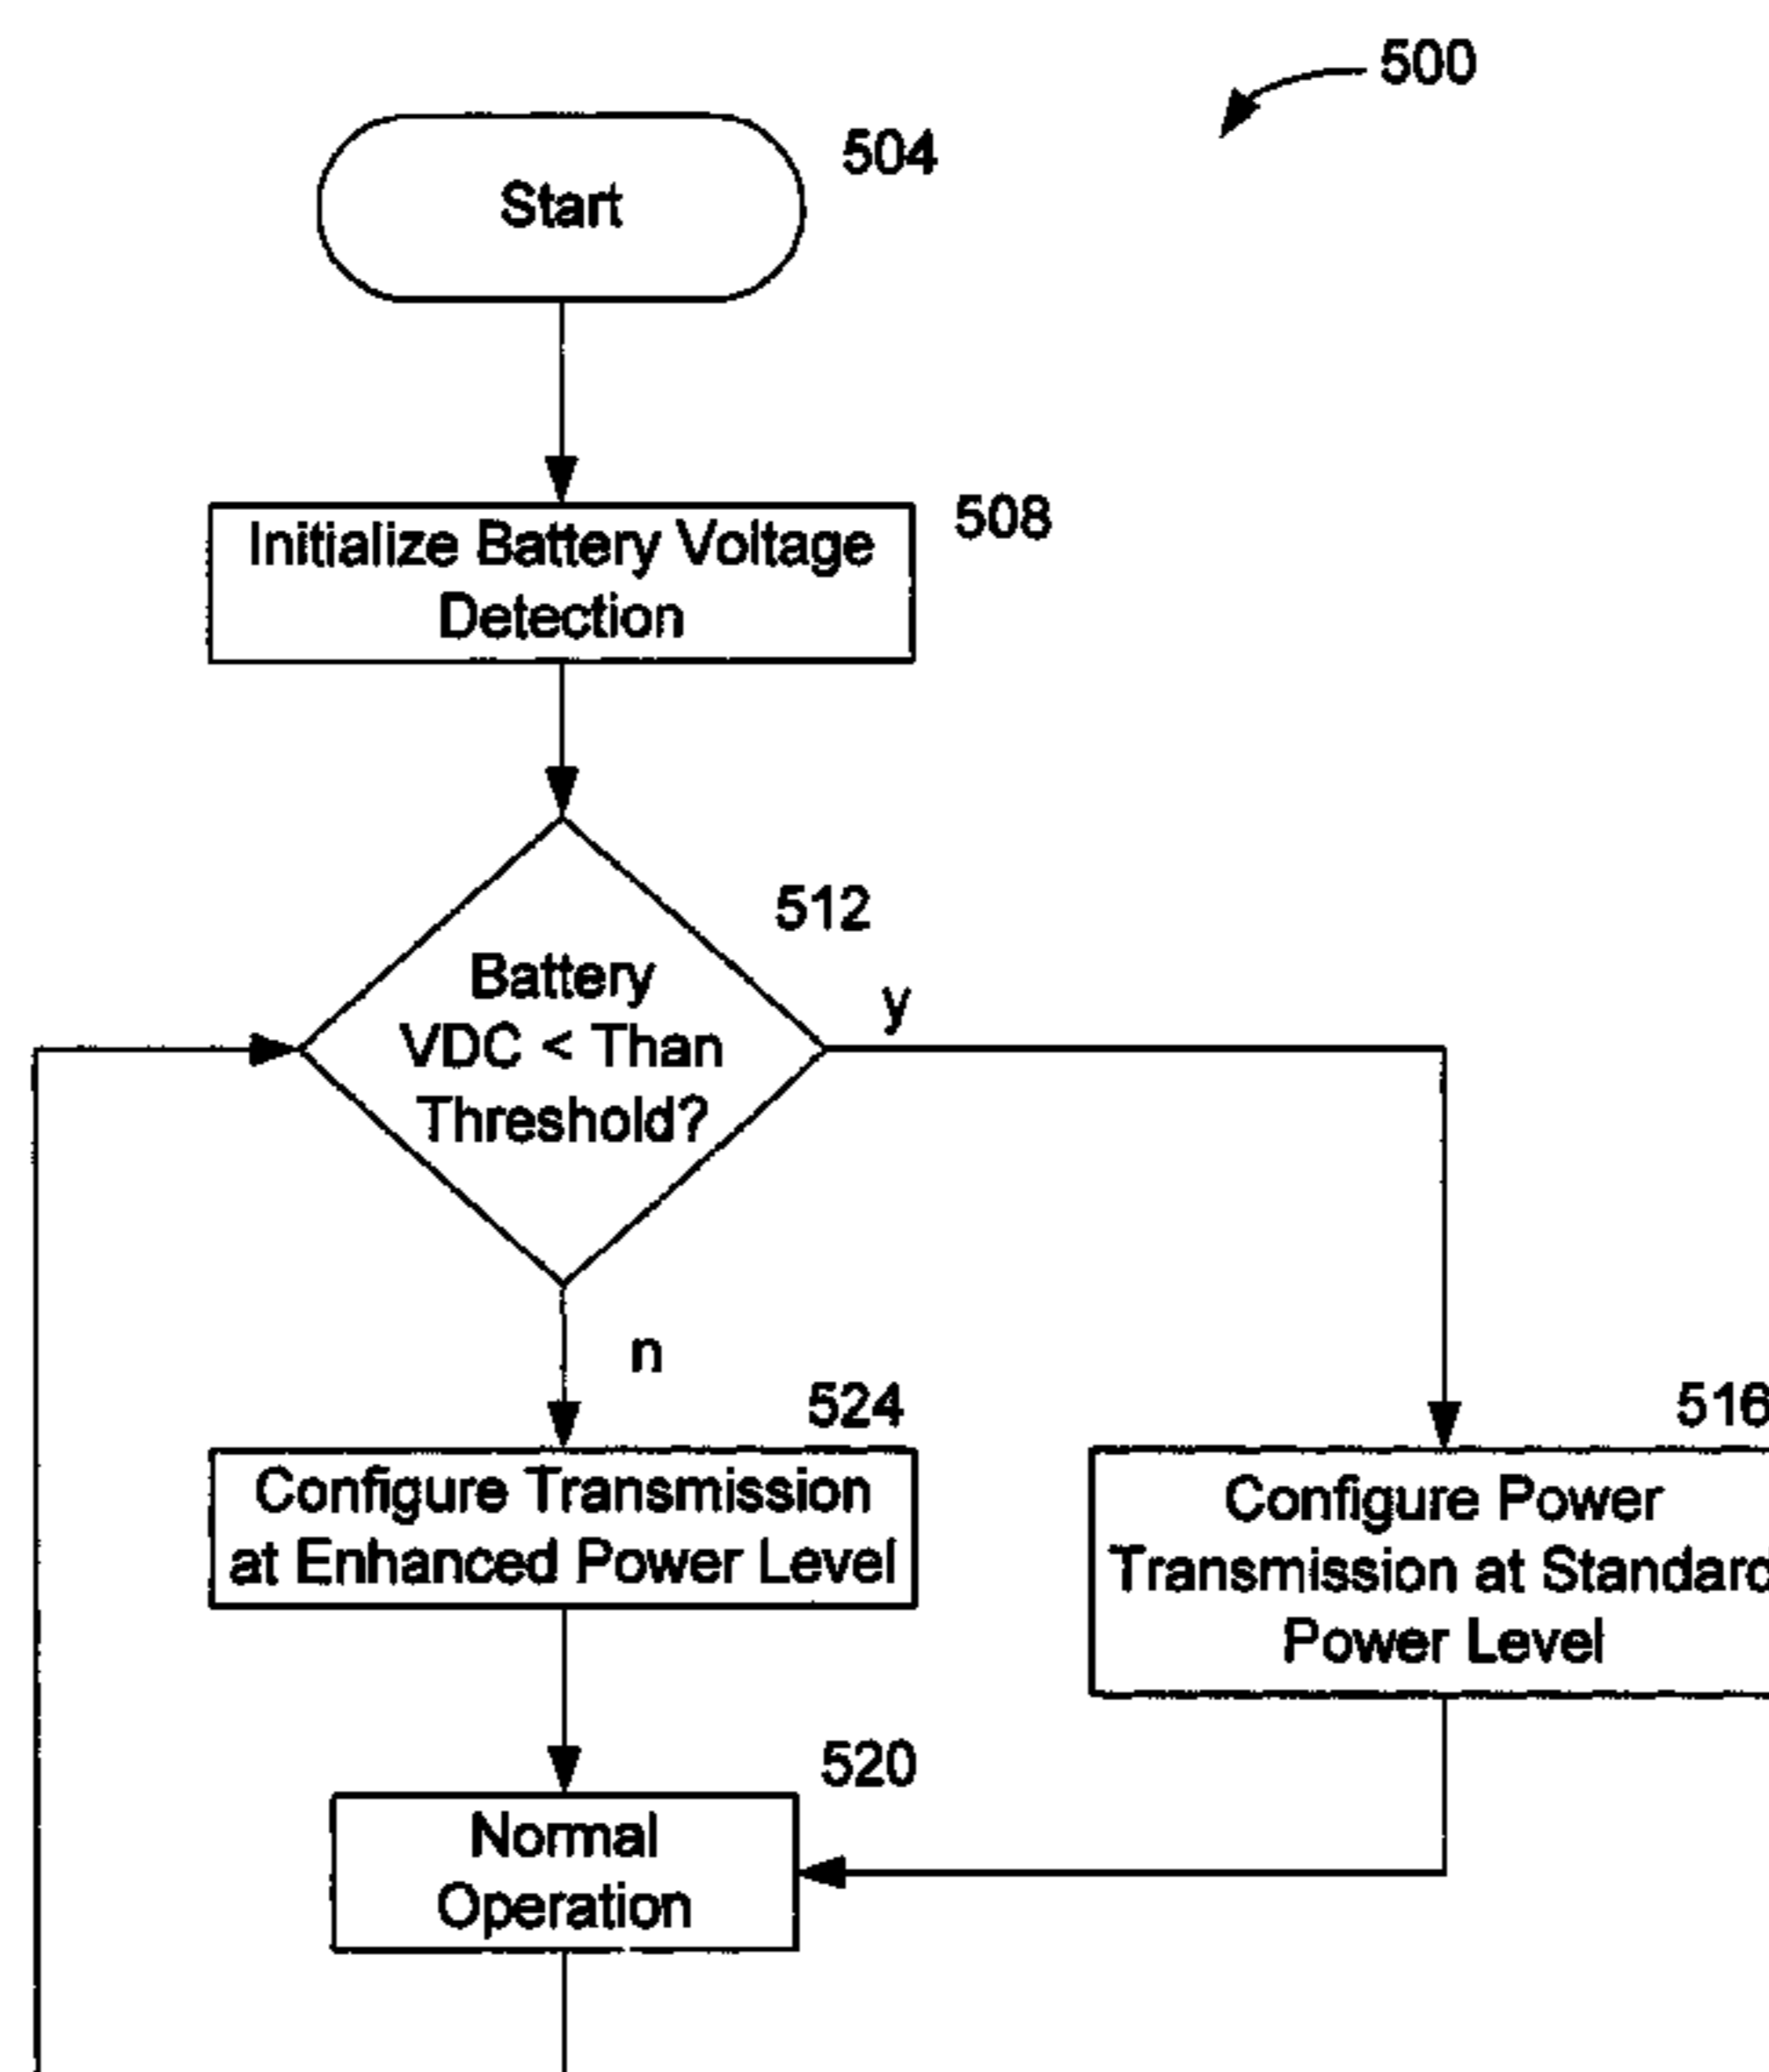 500
504
Start
508
Initialize Battery Voltage
Detection
512
Battery
VDC < Than
Threshold?
y
n
524
Configure Transmission
at Enhanced Power Level
516
Configure Power
Transmission at Standard
Power Level
520
Normal
Operation